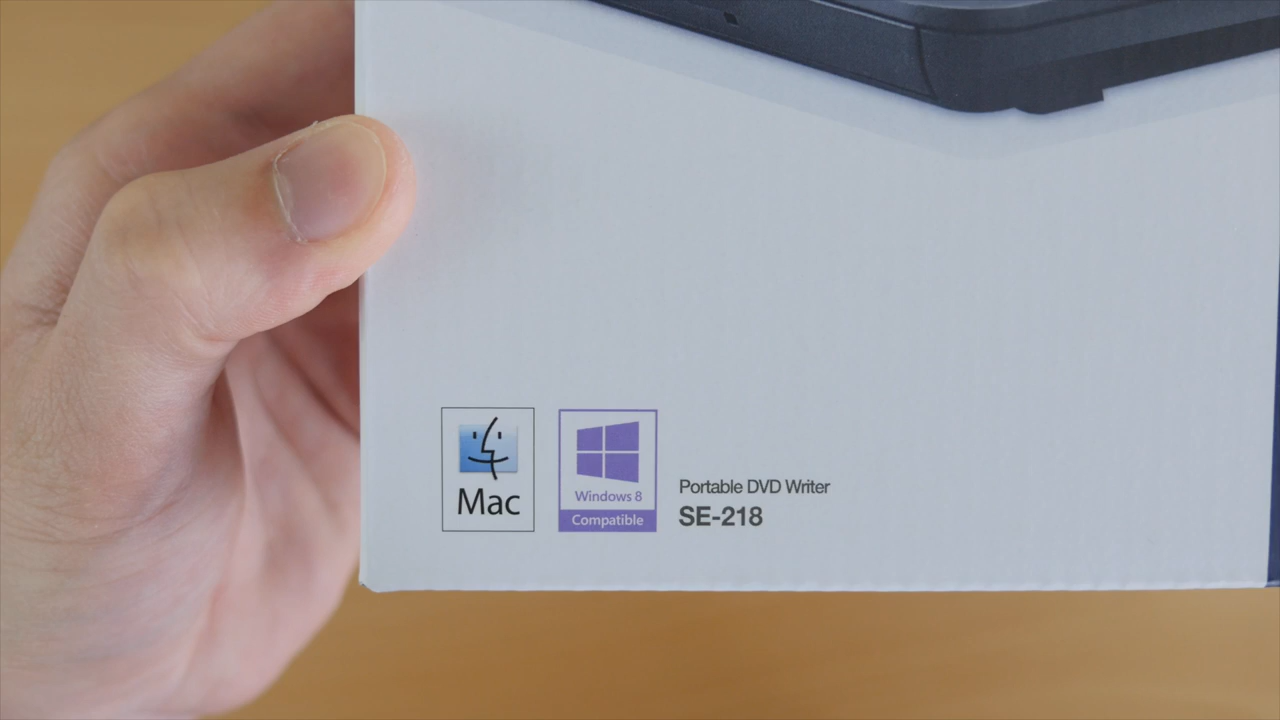 Mac
Windows 8
Compatible
Portable DVD Writer
SE-218